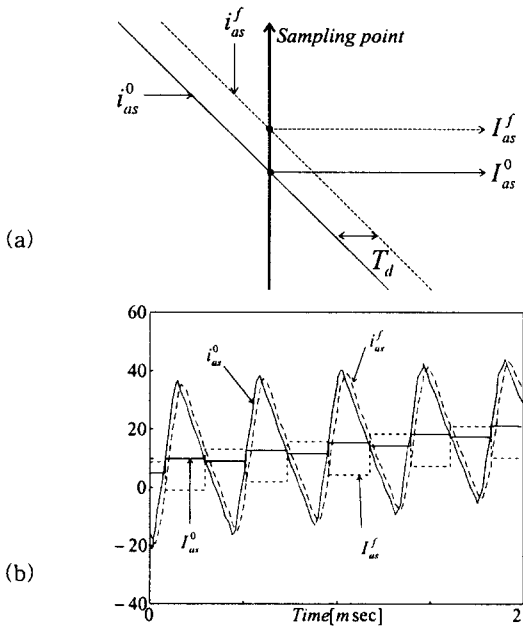 i_as^f
Sampling point
i_as^0
I_as^f
I_as^0
(a)
T_d
60
i_as^0
i_as^f
40
20
0
I_as^0
I_as^f
-20
(b)
-40
0
Time[msec]
2